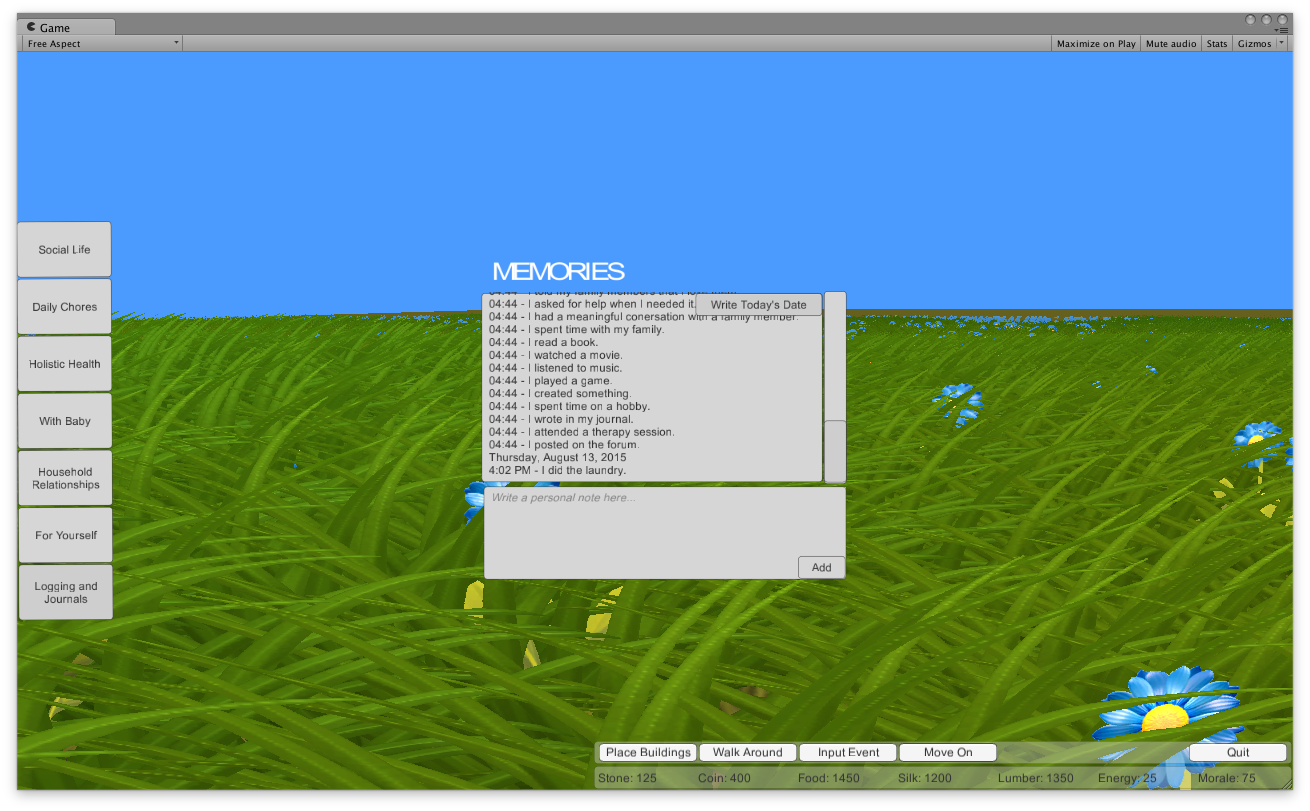 Game
Free Aspect
Maximize on Play
Mute audio
Stats
Gizmos
Social Life
Daily Chores
Holistic Health
With Baby
Household
Relationships
For Yourself
Logging and
Journals
MEMORIES
04:44 - I told my family members that I
04:44 - I asked for help when I needed it.
Write Today's Date
04:44 - I had a meaningful conersation with a family member.
04:44 - I spent time with my family.
04:44 - I read a book.
04:44 - I watched a movie.
04:44 - I listened to music.
04:44 - I played a game.
04:44 - I created something.
04:44 - I spent time on a hobby.
04:44 - I wrote in my journal.
04:44 - I attended a therapy session.
04:44 - I posted on the forum.
Thursday, August 13, 2015
4:02 PM - I did the laundry.
Write a personal note here...
Add
Place Buildings
Walk Around
Input Event
Move On
Quit
Stone: 125
Coin: 400
Food: 1450
Silk: 1200
Lumber: 1350
Energy: 25
Morale: 75